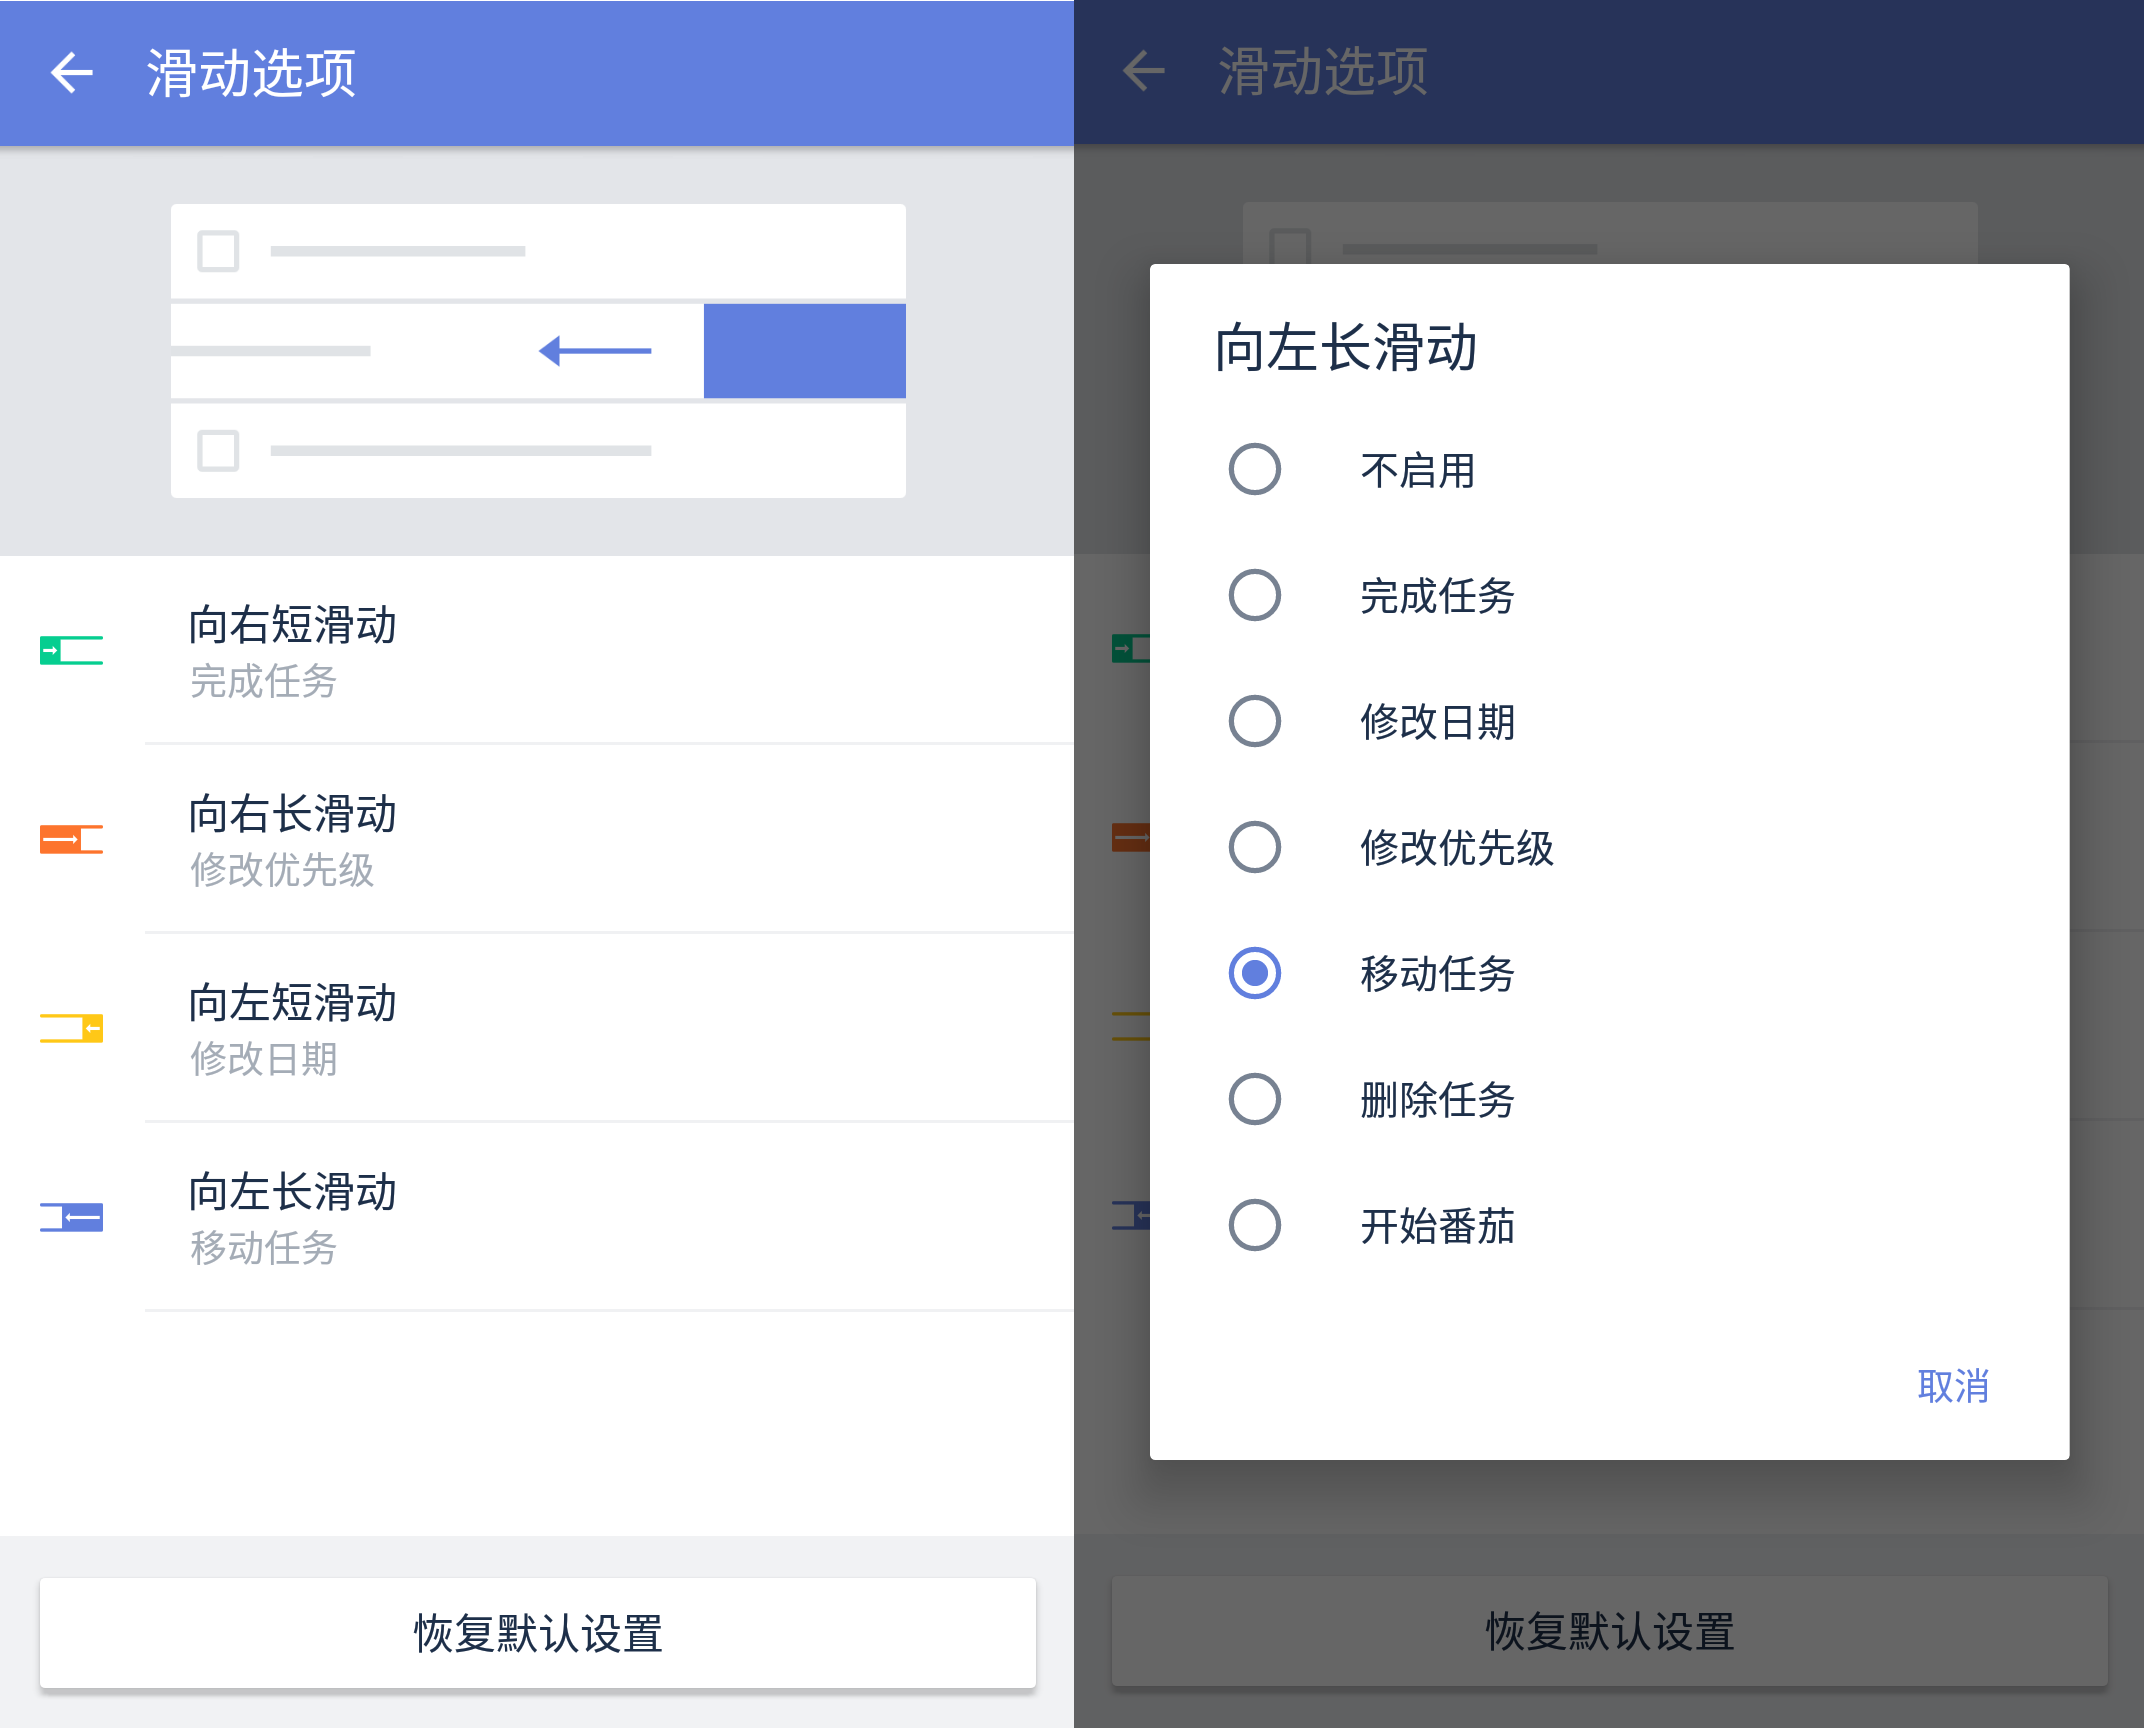 滑动选项
向右短滑动
完成任务
向右长滑动
修改优先级
向左短滑动
修改日期
向左长滑动
移动任务
恢复默认设置
滑动选项
向左长滑动
不启用
完成任务
修改日期
修改优先级
移动任务
删除任务
开始番茄
取消
恢复默认设置